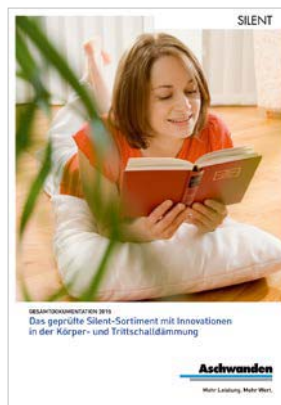 SILENT
GESAMTDOKUMENTATION 2015
Das geprüfte Silent-Sortiment mit Innovationen
in der Körper- und Trittschalldämmung
Aschwanden
Mehr Leistung. Mehr Wert.